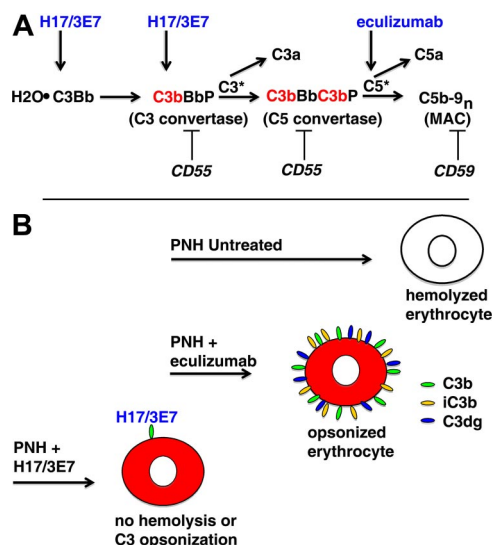 A
H17/3E7
H17/3E7
eculizumab
C3a
C5a
H2O• C3Bb
C3bBbP
C3*
C3bBbC3bP
C5*
C5b-9n
(C3 convertase)
(C5 convertase)
(MAC)
CD55
CD55
CD59
B
PNH Untreated
hemolyzed
erythrocyte
PNH +
eculizumab
C3b
iC3b
C3dg
opsonized
erythrocyte
H17/3E7
PNH +
H17/3E7
no hemolysis or
C3 opsonization